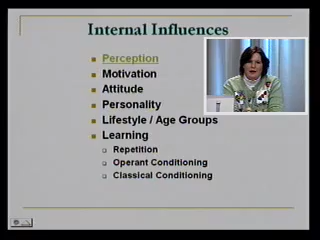 Internal Influences
Perception
Motivation
Attitude
Personality
Lifestyle / Age Groups
Learning
Repetition
Operant Conditioning
Classical Conditioning